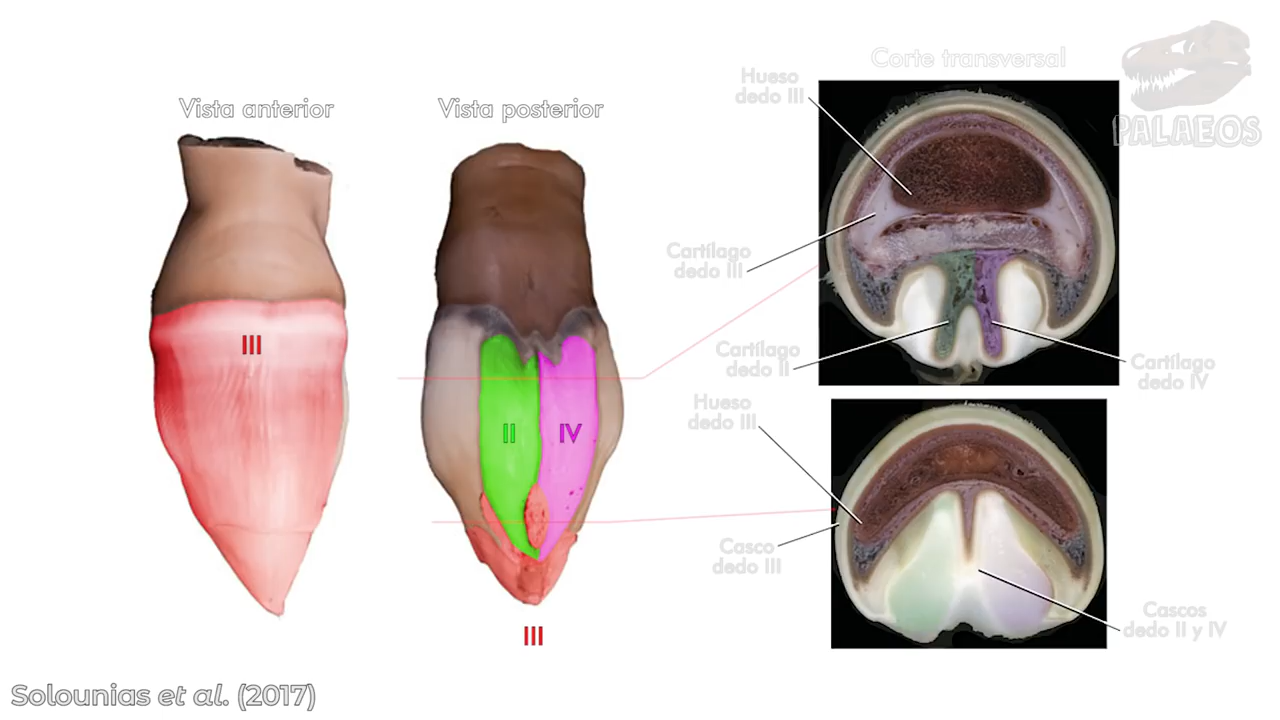 Corte transversal
PALAEOS
Hueso
dedo III
Vista anterior
Vista posterior
III
Cartílago
dedo III
Cartílago
dedo II
Cartílago
dedo IV
Hueso
dedo III
II
IV
Casco
dedo III
Cascos
dedo II y IV
III
Solounias et al. (2017)